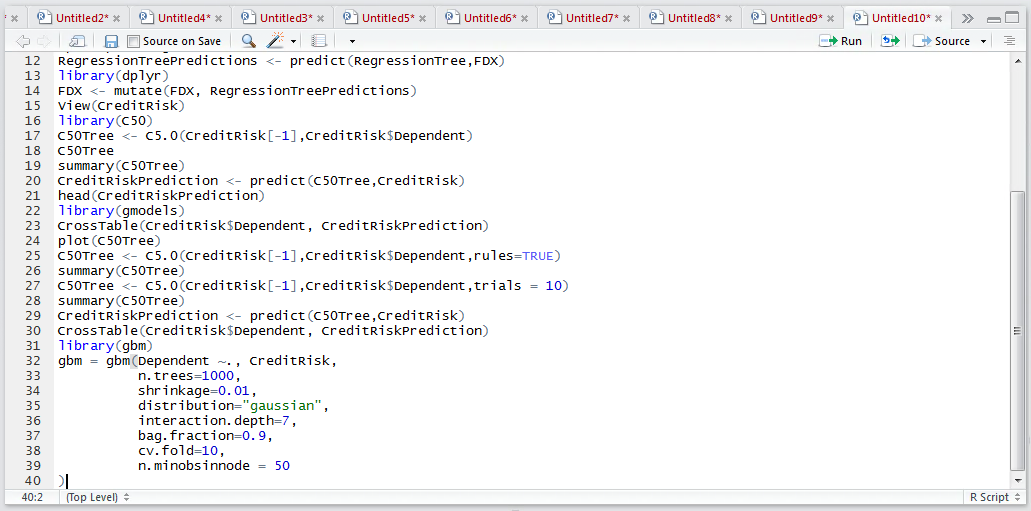 Untitled2* Untitled4* Untitled3* Untitled5* Untitled6* Untitled7* Untitled8* Untitled9* Untitled10*
Source on Save Run Source
12 RegressionTreePredictions <- predict(RegressionTree,FDX)
13 library(dplyr)
14 FDX <- mutate(FDX, RegressionTreePredictions)
15 View(CreditRisk)
16 library(C50)
17 C50Tree <- C5.0(CreditRisk[-1],CreditRisk$Dependent)
18 C50Tree
19 summary(C50Tree)
20 CreditRiskPrediction <- predict(C50Tree,CreditRisk)
21 head(CreditRiskPrediction)
22 library(gmodels)
23 CrossTable(CreditRisk$Dependent, CreditRiskPrediction)
24 plot(C50Tree)
25 C50Tree <- C5.0(CreditRisk[-1],CreditRisk$Dependent,rules=TRUE)
26 summary(C50Tree)
27 C50Tree <- C5.0(CreditRisk[-1],CreditRisk$Dependent,trials = 10)
28 summary(C50Tree)
29 CreditRiskPrediction <- predict(C50Tree,CreditRisk)
30 CrossTable(CreditRisk$Dependent, CreditRiskPrediction)
31 library(gbm)
32 gbm = gbm(Dependent ~., CreditRisk,
33 n.trees=1000,
34 shrinkage=0.01,
35 distribution="gaussian",
36 interaction.depth=7,
37 bag.fraction=0.9,
38 cv.fold=10,
39 n.minobsinnode = 50
40 )
40:2 (Top Level) R Script